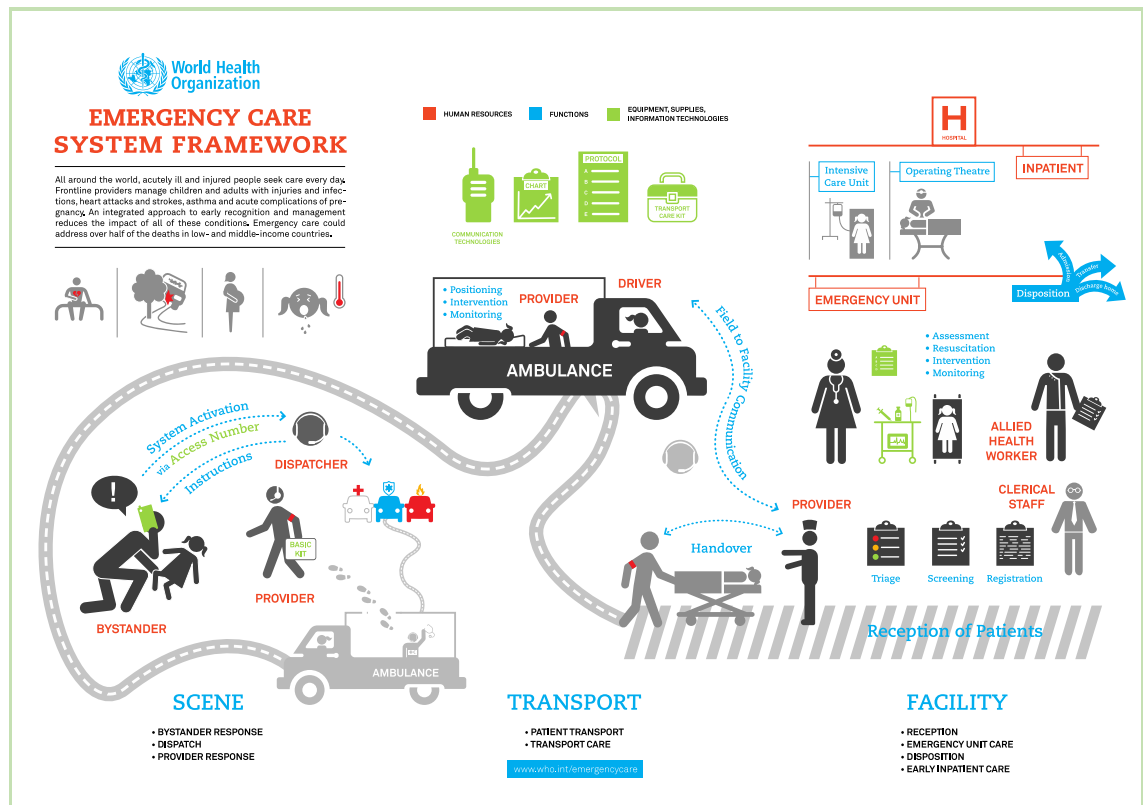 World Health
Organization
EMERGENCY CARE
SYSTEM FRAMEWORK
All around the world, acutely ill and injured people seek care every day.
Frontline providers manage children and adults with injuries and infec-
tions, heart attacks and strokes, asthma and acute complications of pre-
gnancy. An integrated approach to early recognition and management
reduces the impact of all of these conditions. Emergency care could
address over half of the deaths in low- and middle-income countries.
HUMAN RESOURCES
FUNCTIONS
EQUIPMENT, SUPPLIES,
INFORMATION TECHNOLOGIES
COMMUNICATION
TECHNOLOGIES
CHART
PROTOCOL
A
B
C
D
E
TRANSPORT
CARE KIT
H
HOSPITAL
INPATIENT
Intensive
Care Unit
Operating Theatre
EMERGENCY UNIT
Disposition
Admission
Transfer
Discharge home
• Positioning
• Intervention
• Monitoring
PROVIDER
DRIVER
AMBULANCE
Field to Facility Communication
• Assessment
• Resuscitation
• Intervention
• Monitoring
ALLIED
HEALTH
WORKER
CLERICAL
STAFF
System Activation
via Access Number
Instructions
DISPATCHER
!
BASIC
KIT
PROVIDER
BYSTANDER
AMBULANCE
PROVIDER
Handover
Triage
Screening
Registration
Reception of Patients
SCENE
• BYSTANDER RESPONSE
• DISPATCH
• PROVIDER RESPONSE
TRANSPORT
• PATIENT TRANSPORT
• TRANSPORT CARE
www.who.int/emergencycare
FACILITY
• RECEPTION
• EMERGENCY UNIT CARE
• DISPOSITION
• EARLY INPATIENT CARE